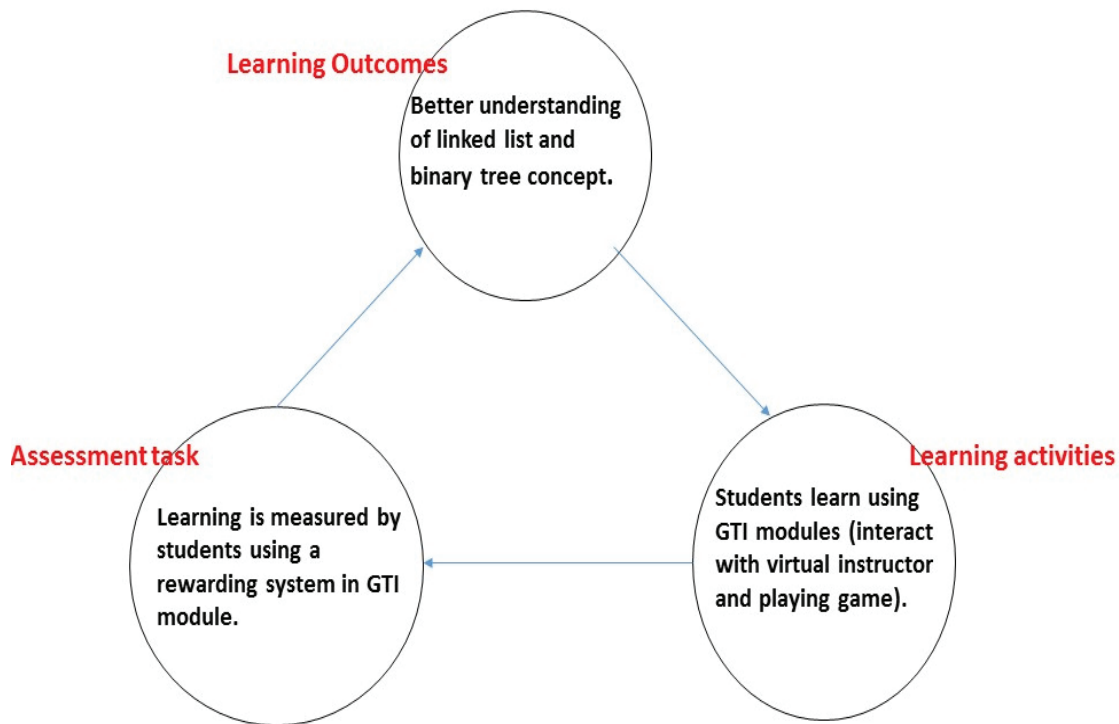 Learning Outcomes
Better understanding
of linked list and
binary tree concept.
Assessment task
Learning is measured by
students using a
rewarding system in GTI
module.
Learning activities
Students learn using
GTI modules (interact
with virtual instructor
and playing game).